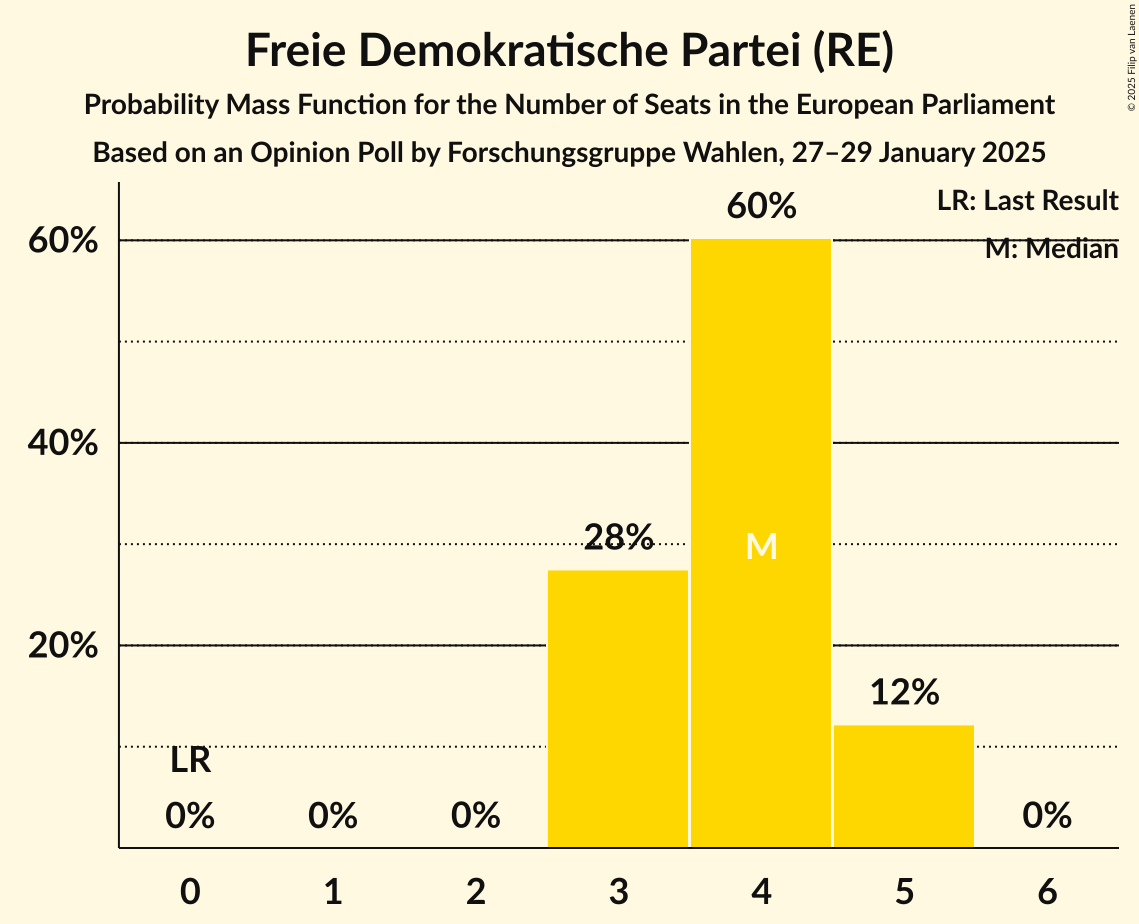 Freie Demokratische Partei (RE)
Probability Mass Function for the Number of Seats in the European Parliament
Based on an Opinion Poll by Forschungsgruppe Wahlen, 27–29 January 2025
© 2025 Filip van Laenen
LR: Last Result
M: Median
60%
40%
20%
60%
28%
M
12%
LR
0%
0%
0%
0%
0 1 2 3 4 5 6